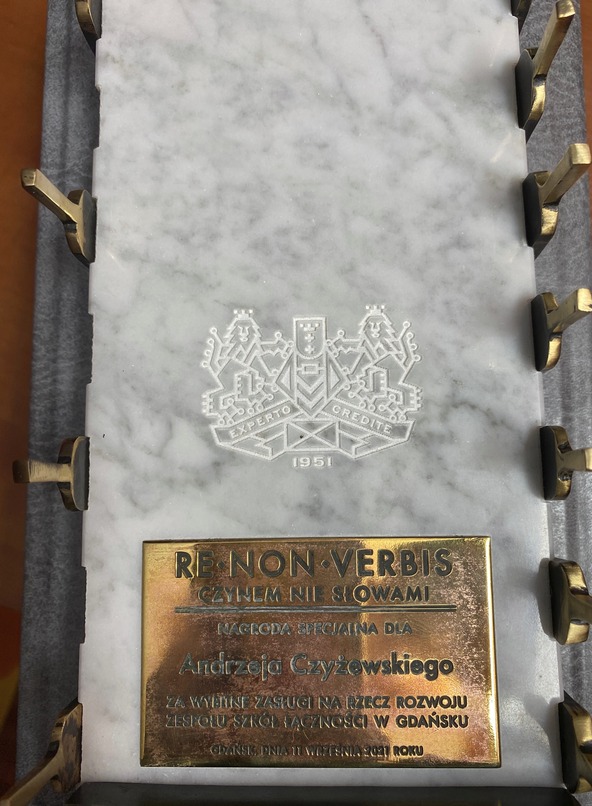 EXPERTO CREDITE
1951
RE·NON·VERBIS
CZYNEM NIE SŁOWAMI
NAGRODA SPECJALNA DLA
Andrzeja Czyżewskiego
ZA WYBITNE ZASŁUGI NA RZECZ ROZWOJU
ZESPOŁU SZKÓŁ ŁĄCZNOŚCI W GDAŃSKU
GDAŃSK, DNIA 11 WRZEŚNIA 2021 ROKU